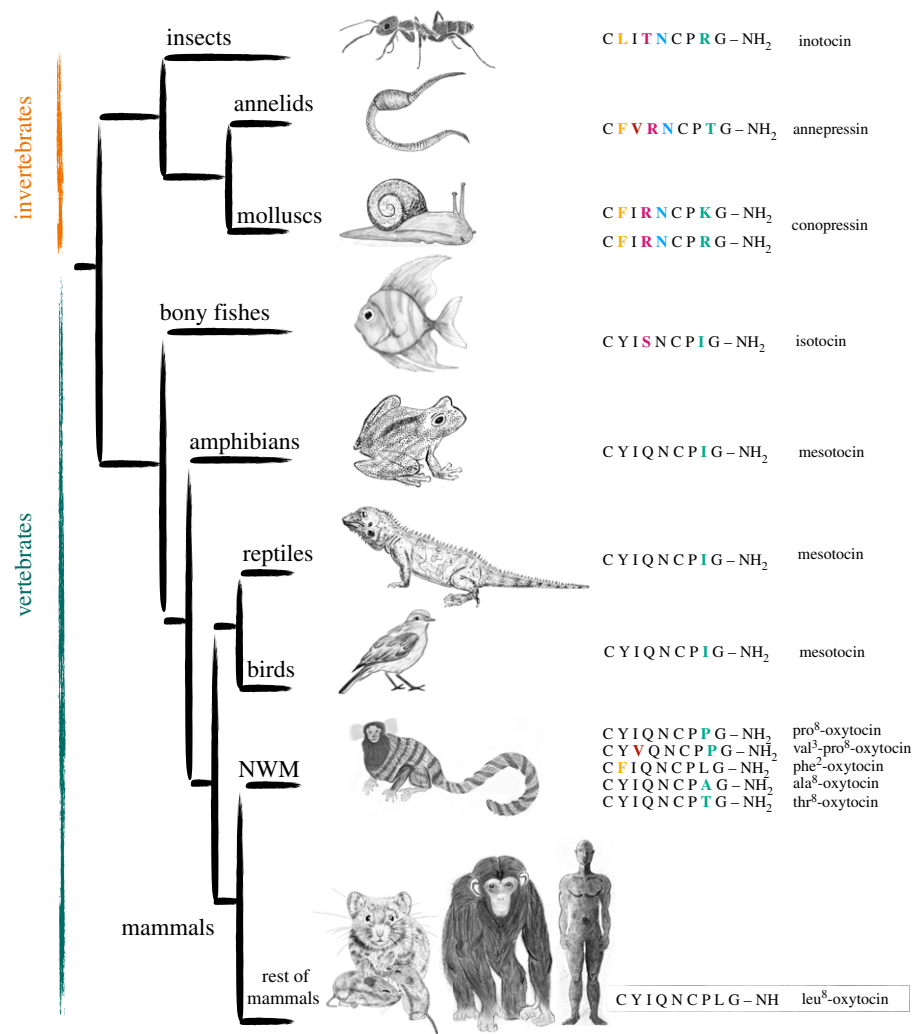 invertebrates
vertebrates
insects
C L I T N C P R G – NH₂ inotocin
annelids
C F V R N C P T G – NH₂ annepressin
molluscs
C F I R N C P K G – NH₂
C F I R N C P R G – NH₂
conopressin
bony fishes
C Y I S N C P I G – NH₂ isotocin
amphibians
C Y I Q N C P I G – NH₂ mesotocin
reptiles
C Y I Q N C P I G – NH₂ mesotocin
birds
C Y I Q N C P I G – NH₂ mesotocin
NWM
C Y I Q N C P P G – NH₂ pro⁸-oxytocin
C Y V Q N C P P G – NH₂ val³-pro⁸-oxytocin
C F I Q N C P L G – NH₂ phe²-oxytocin
C Y I Q N C P A G – NH₂ ala⁸-oxytocin
C Y I Q N C P T G – NH₂ thr⁸-oxytocin
mammals
rest of
mammals
C Y I Q N C P L G – NH leu⁸-oxytocin